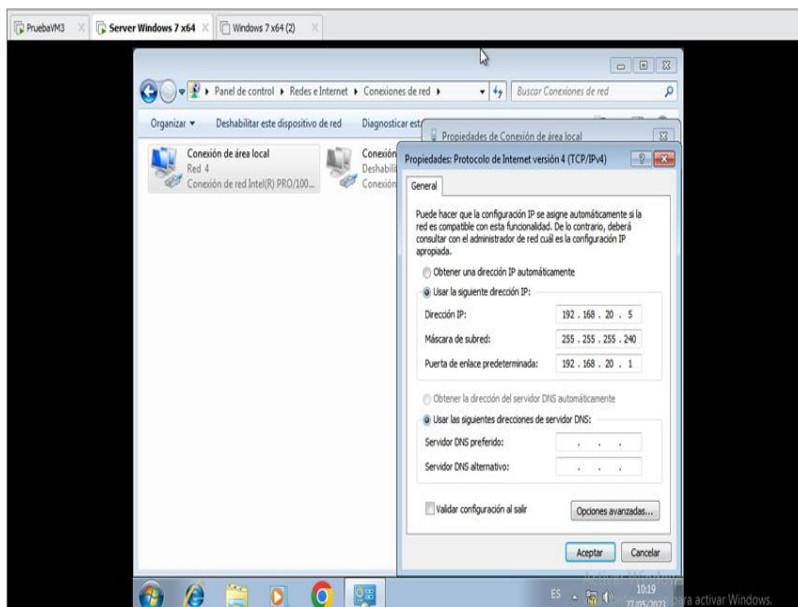 PruebaVM3
Server Windows 7 x64
Windows 7 x64 (2)
Panel de control
Redes e Internet
Conexiones de red
Buscar Conexiones de red
Organizar
Deshabilitar este dispositivo de red
Diagnosticar est
Propiedades de Conexión de área local
Conexión de área local
Red 4
Conexión de red Intel(R) PRO/100...
Conexión
Deshabili
Conexión
Propiedades: Protocolo de Internet versión 4 (TCP/IPv4)
General
Puede hacer que la configuración IP se asigne automáticamente si la
red es compatible con esta funcionalidad. De lo contrario, deberá
consultar con el administrador de red cuál es la configuración IP
apropiada.
Obtener una dirección IP automáticamente
Usar la siguiente dirección IP:
Dirección IP: 192 . 168 . 20 . 5
Máscara de subred: 255 . 255 . 255 . 240
Puerta de enlace predeterminada: 192 . 168 . 20 . 1
Obtener la dirección del servidor DNS automáticamente
Usar las siguientes direcciones de servidor DNS:
Servidor DNS preferido: . . .
Servidor DNS alternativo: . . .
Validar configuración al salir
Opciones avanzadas...
Aceptar
Cancelar
ES
10:19
27/05/2023
para activar Windows.